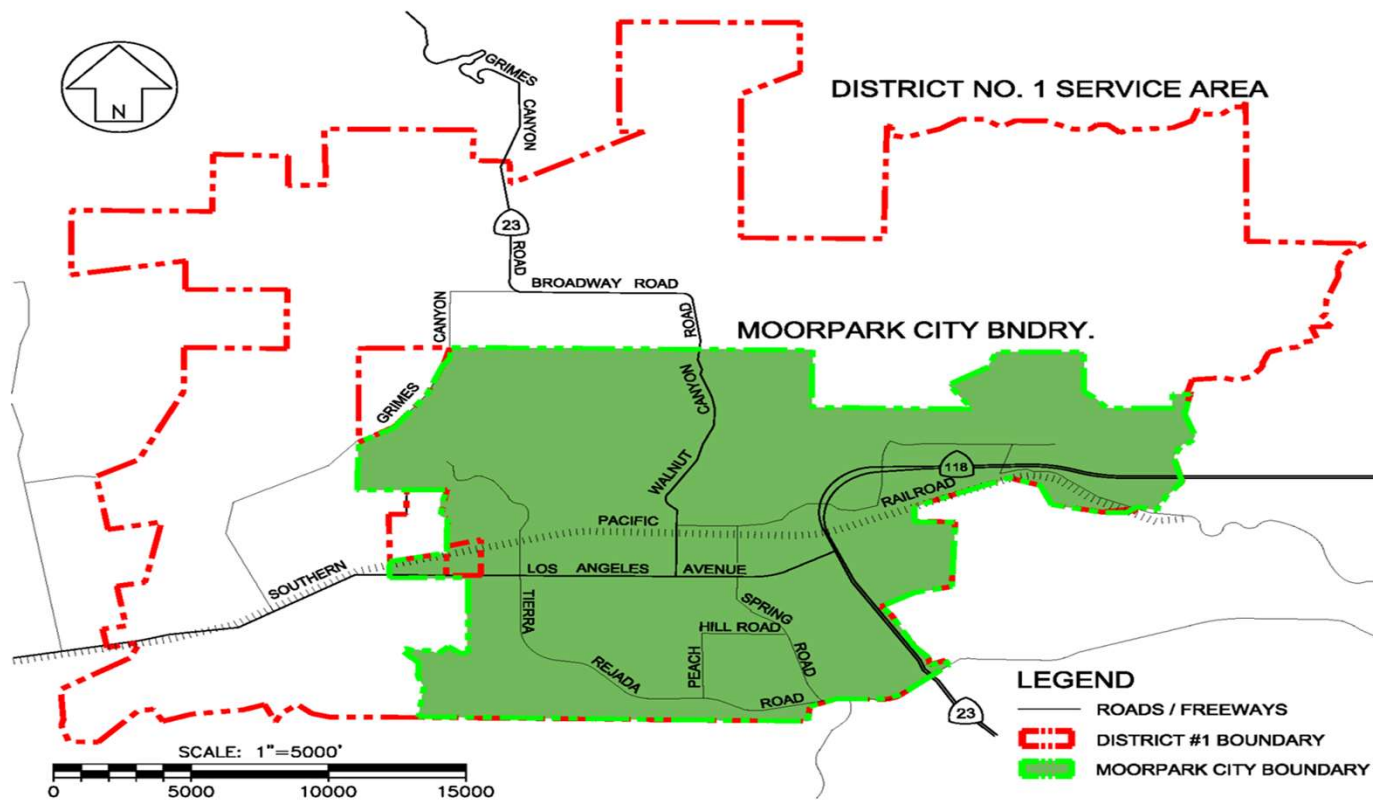 GRIMES
CANYON
N
DISTRICT NO. 1 SERVICE AREA
23
ROAD
BROADWAY ROAD
CANYON
ROAD
MOORPARK CITY BNDRY.
GRIMES
CANYON
WALNUT
118
RAILROAD
PACIFIC
SOUTHERN
LOS ANGELES AVENUE
TIERRA
SPRING
HILL ROAD
PEACH
ROAD
REJADA
ROAD
23
LEGEND
ROADS / FREEWAYS
DISTRICT #1 BOUNDARY
MOORPARK CITY BOUNDARY
SCALE: 1"=5000'
0 5000 10000 15000